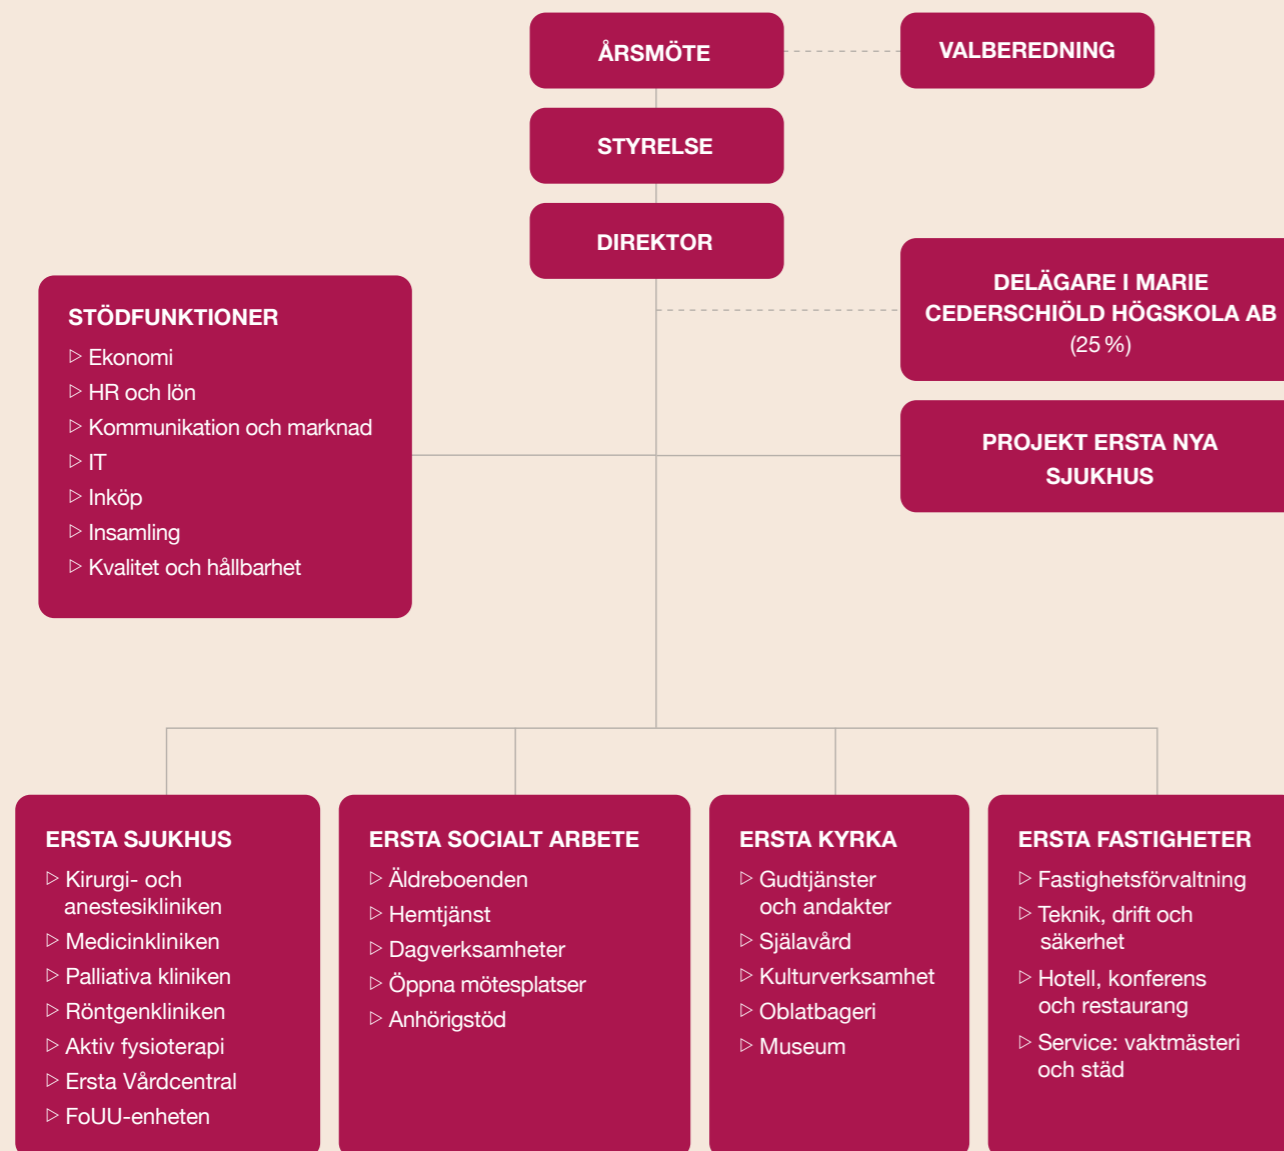 ÅRSMÖTE
VALBEREDNING
STYRELSE
DIREKTOR
DELÄGARE I MARIE
CEDERSCHIÖLD HÖGSKOLA AB
(25 %)
STÖDFUNKTIONER
▷ Ekonomi
▷ HR och lön
▷ Kommunikation och marknad
▷ IT
▷ Inköp
▷ Insamling
▷ Kvalitet och hållbarhet
PROJEKT ERSTA NYA
SJUKHUS
ERSTA SJUKHUS
▷ Kirurgi- och
anestesikliniken
▷ Medicinkliniken
▷ Palliativa kliniken
▷ Röntgenkliniken
▷ Aktiv fysioterapi
▷ Ersta Vårdcentral
▷ FoUU-enheten
ERSTA SOCIALT ARBETE
▷ Äldreboenden
▷ Hemtjänst
▷ Dagverksamheter
▷ Öppna mötesplatser
▷ Anhörigstöd
ERSTA KYRKA
▷ Gudtjänster
och andakter
▷ Själavård
▷ Kulturverksamhet
▷ Oblatbageri
▷ Museum
ERSTA FASTIGHETER
▷ Fastighetsförvaltning
▷ Teknik, drift och
säkerhet
▷ Hotell, konferens
och restaurang
▷ Service: vaktmästeri
och städ